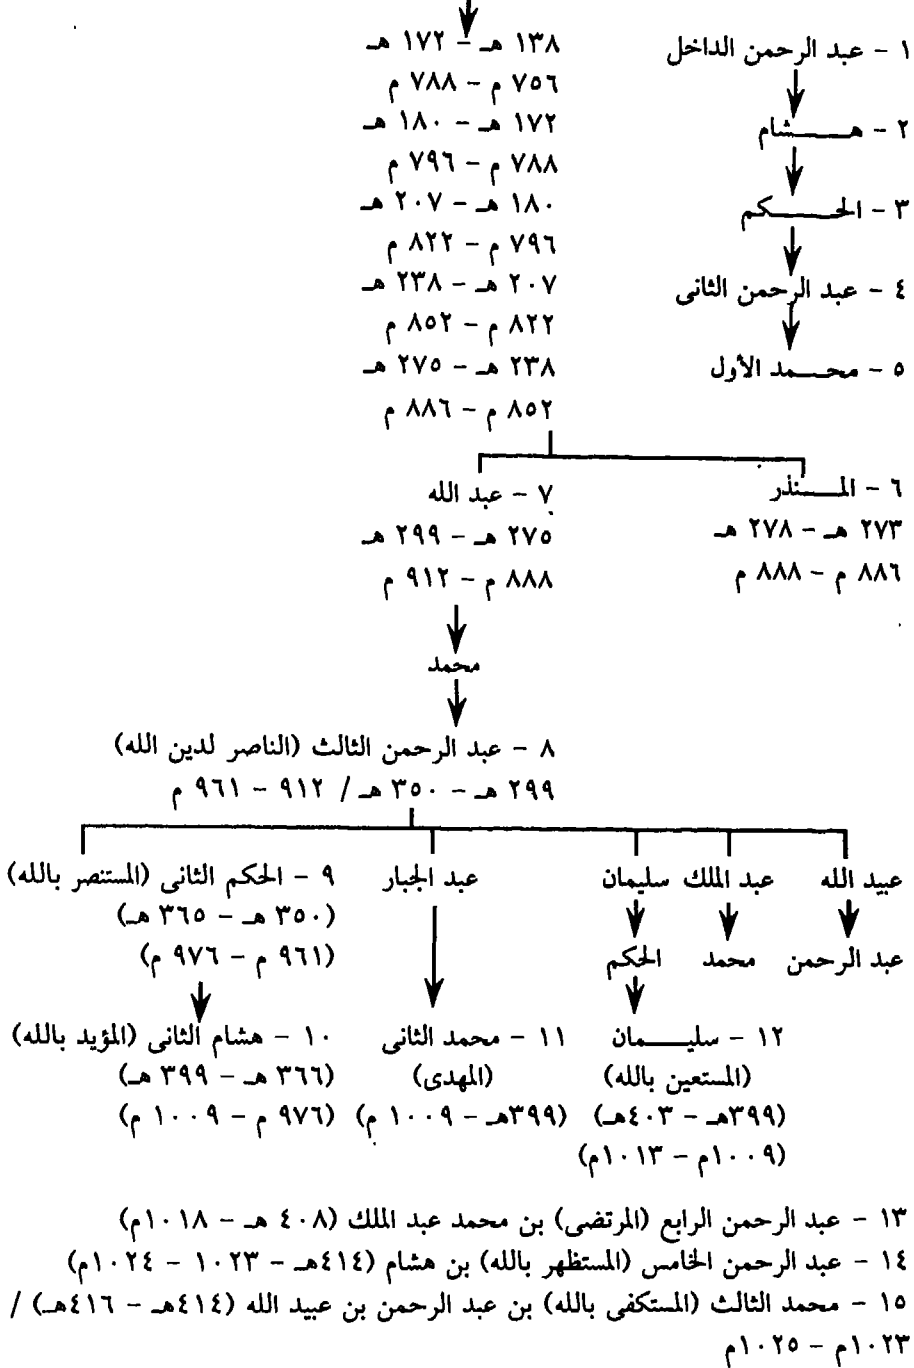 ١ - عبد الرحمن الداخل ١٣٨ هـ - ١٧٢ هـ
٧٥٦ م - ٧٨٨ م
٢ - هـــــشام ١٧٢ هـ - ١٨٠ هـ
٧٨٨ م - ٧٩٦ م
٣ - الحـــــكم ١٨٠ هـ - ٢٠٧ هـ
٧٩٦ م - ٨٢٢ م
٤ - عبد الرحمن الثانى ٢٠٧ هـ - ٢٣٨ هـ
٨٢٢ م - ٨٥٢ م
٥ - محـــمد الأول ٢٣٨ هـ - ٢٧٥ هـ
٨٥٢ م - ٨٨٦ م
٦ - المـــنذر ٧ - عبد الله
٢٧٣ هـ - ٢٧٨ هـ ٢٧٥ هـ - ٢٩٩ هـ
٨٨٦ م - ٨٨٨ م ٨٨٨ م - ٩١٢ م
محمد
٨ - عبد الرحمن الثالث (الناصر لدين الله)
٢٩٩ هـ - ٣٥٠ هـ / ٩١٢ - ٩٦١ م
عبيد الله عبد الملك سليمان عبد الجبار ٩ - الحكم الثانى (المستنصر بالله)
(٣٥٠ هـ - ٣٦٥ هـ)
عبد الرحمن محمد الحكم (٩٦١ م - ٩٧٦ م)
١٢ - سليـــمان ١١ - محمد الثانى ١٠ - هشام الثانى (المؤيد بالله)
(المستعين بالله) (المهدى) (٣٦٦ هـ - ٣٩٩ هـ)
(٣٩٩هـ - ٤٠٣هـ) (٣٩٩هـ - ١٠٠٩ م) (٩٧٦ م - ١٠٠٩ م)
(١٠٠٩م - ١٠١٣م)
١٣ - عبد الرحمن الرابع (المرتضى) بن محمد عبد الملك (٤٠٨ هـ - ١٠١٨م)
١٤ - عبد الرحمن الخامس (المستظهر بالله) بن هشام (٤١٤هـ - ١٠٢٣ - ١٠٢٤م)
١٥ - محمد الثالث (المستكفى بالله) بن عبد الرحمن بن عبيد الله (٤١٤هـ - ٤١٦هـ) /
١٠٢٣م - ١٠٢٥م